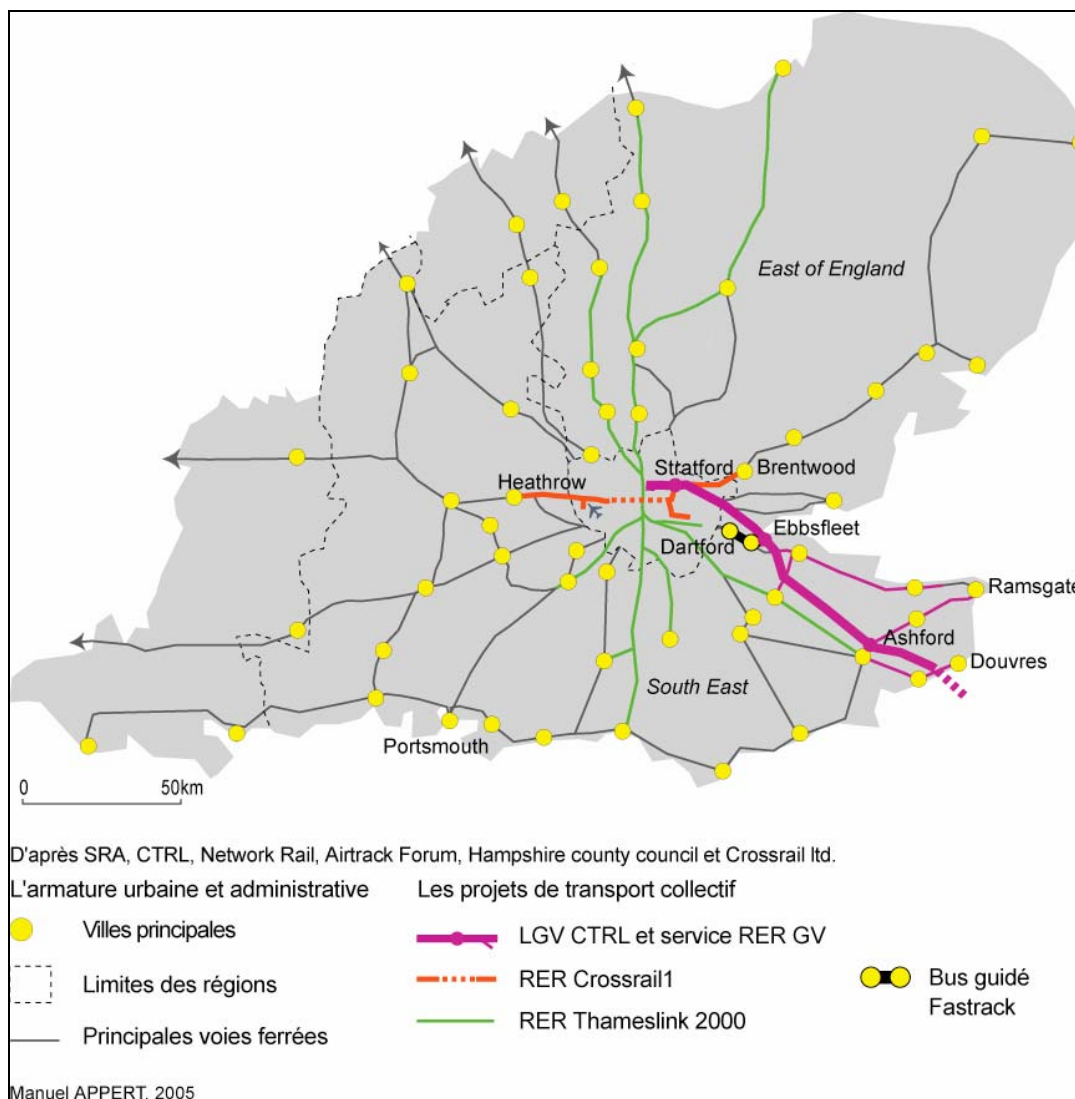 East of England
Heathrow
Stratford
Brentwood
Dartford
Ebbsfleet
Ramsgate
Ashford
Douvres
South East
Portsmouth
0 50km
D'après SRA, CTRL, Network Rail, Airtrack Forum, Hampshire county council et Crossrail ltd.
L'armature urbaine et administrative
Villes principales
Limites des régions
Principales voies ferrées
Les projets de transport collectif
LGV CTRL et service RER GV
RER Crossrail1
RER Thameslink 2000
Bus guidé
Fastrack
Manuel APPERT, 2005